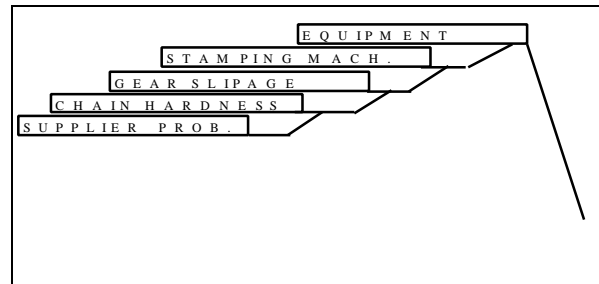 EQUIPMENT
STAMPING MACH.
GEAR SLIPAGE
CHAIN HARDNESS
SUPPLIER PROB.